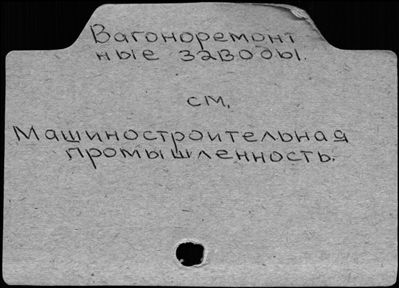 Вагоноремонт
ные заводы.
см.
Машиностроительная
промышленность.